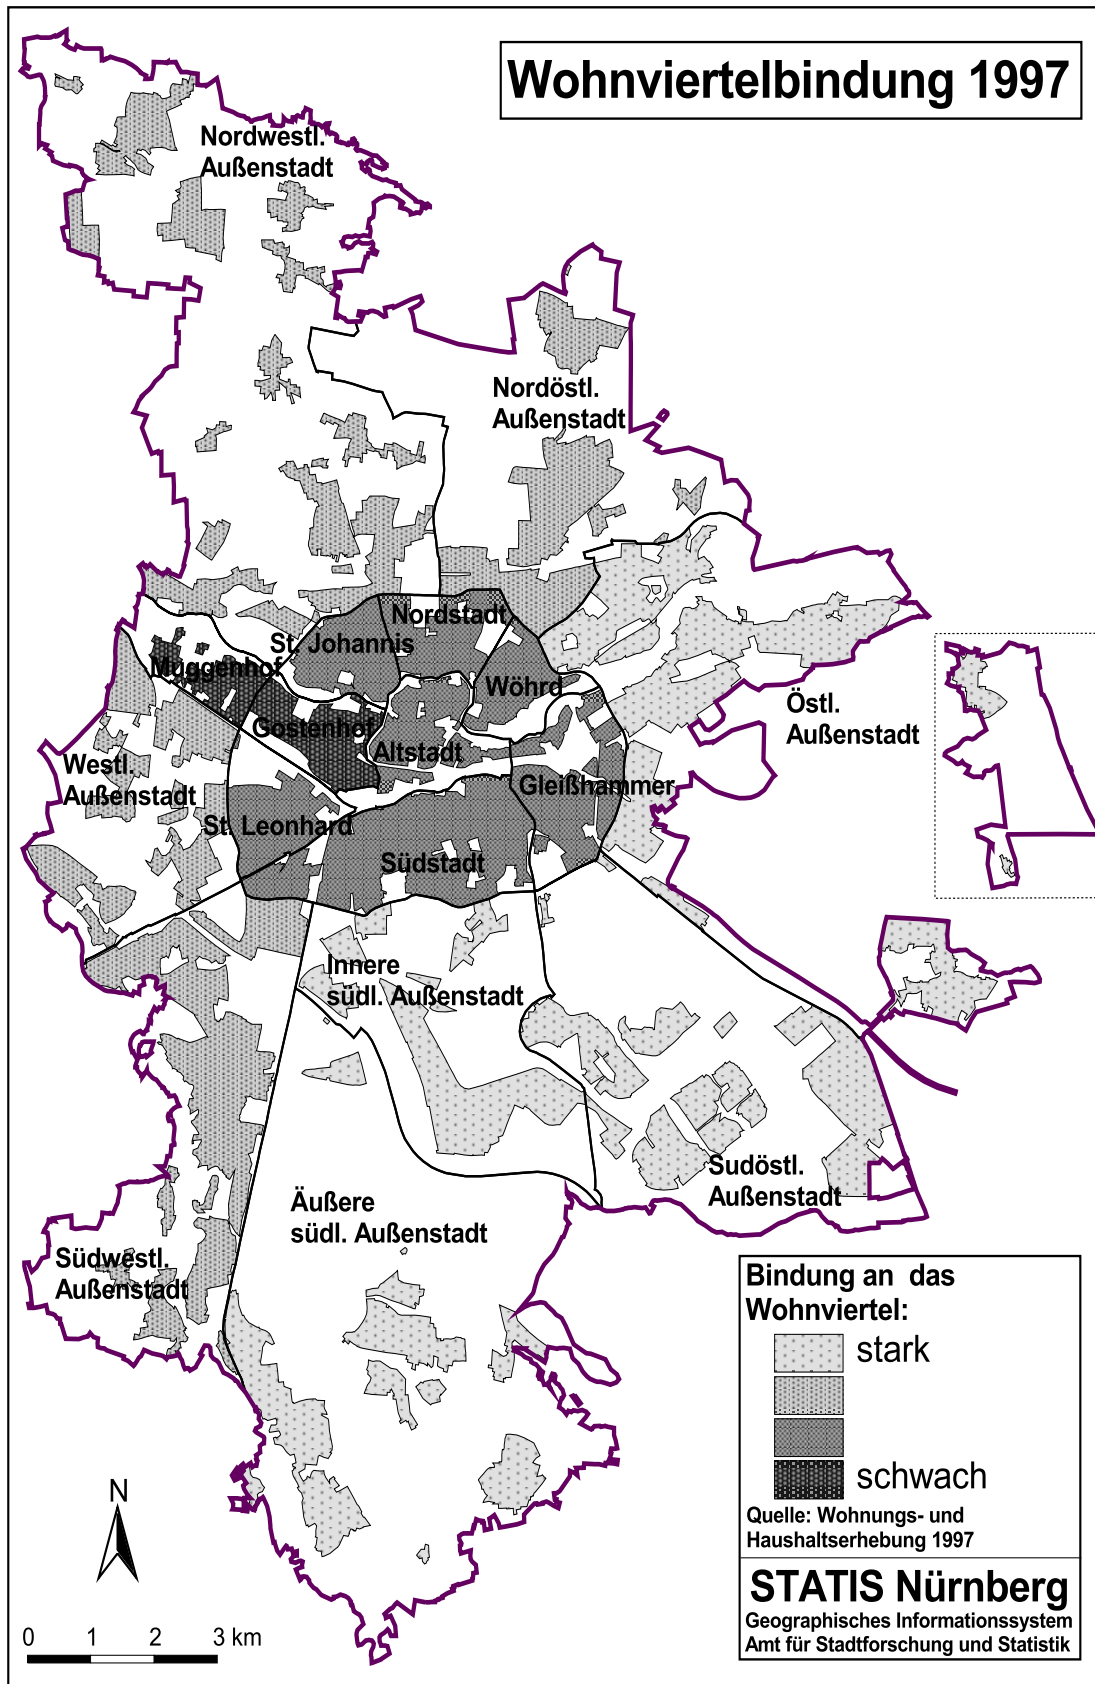 Wohnviertelbindung 1997
Nordwestl.
Außenstadt
Nordöstl.
Außenstadt
Nordstadt
St. Johannis
Muggenhof
Wöhrd
Gostenhof
Altstadt
Östl.
Außenstadt
Westl.
Außenstadt
Gleißhammer
St. Leonhard
Südstadt
Innere
südl. Außenstadt
Sudöstl.
Außenstadt
Äußere
südl. Außenstadt
Südwestl.
Außenstadt
Bindung an das
Wohnviertel:
stark
schwach
Quelle: Wohnungs- und
Haushaltserhebung 1997
STATIS Nürnberg
Geographisches Informationssystem
Amt für Stadtforschung und Statistik
N
0 1 2 3 km